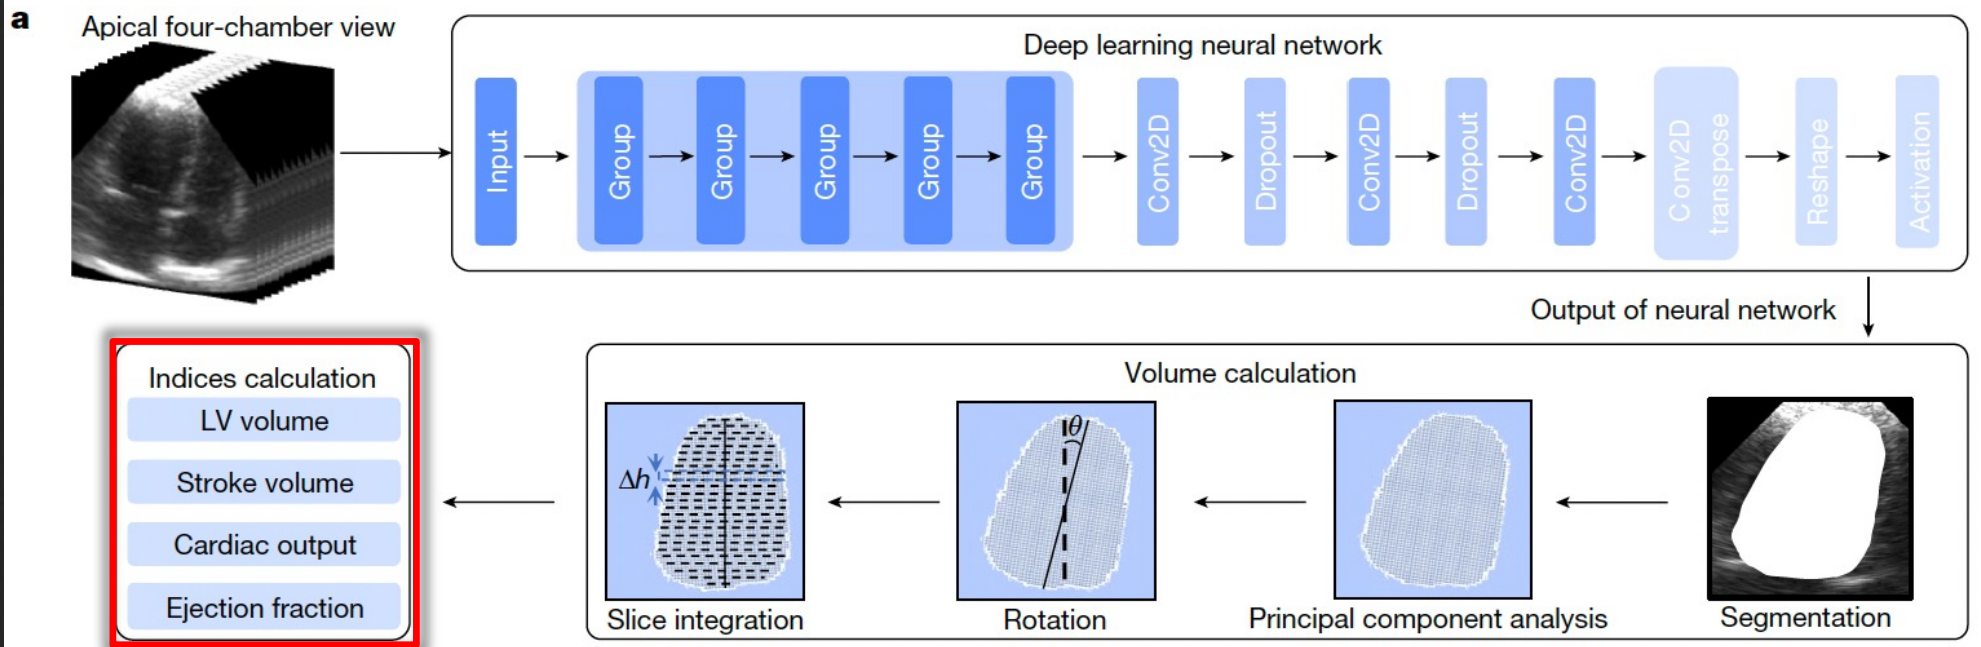 a
Apical four-chamber view
Deep learning neural network
Input
Group
Group
Group
Group
Group
Conv2D
Dropout
Conv2D
Dropout
Conv2D
Conv2D
transpose
Reshape
Activation
Output of neural network
Volume calculation
Segmentation
Principal component analysis
θ
Rotation
Δh
Slice integration
Indices calculation
LV volume
Stroke volume
Cardiac output
Ejection fraction